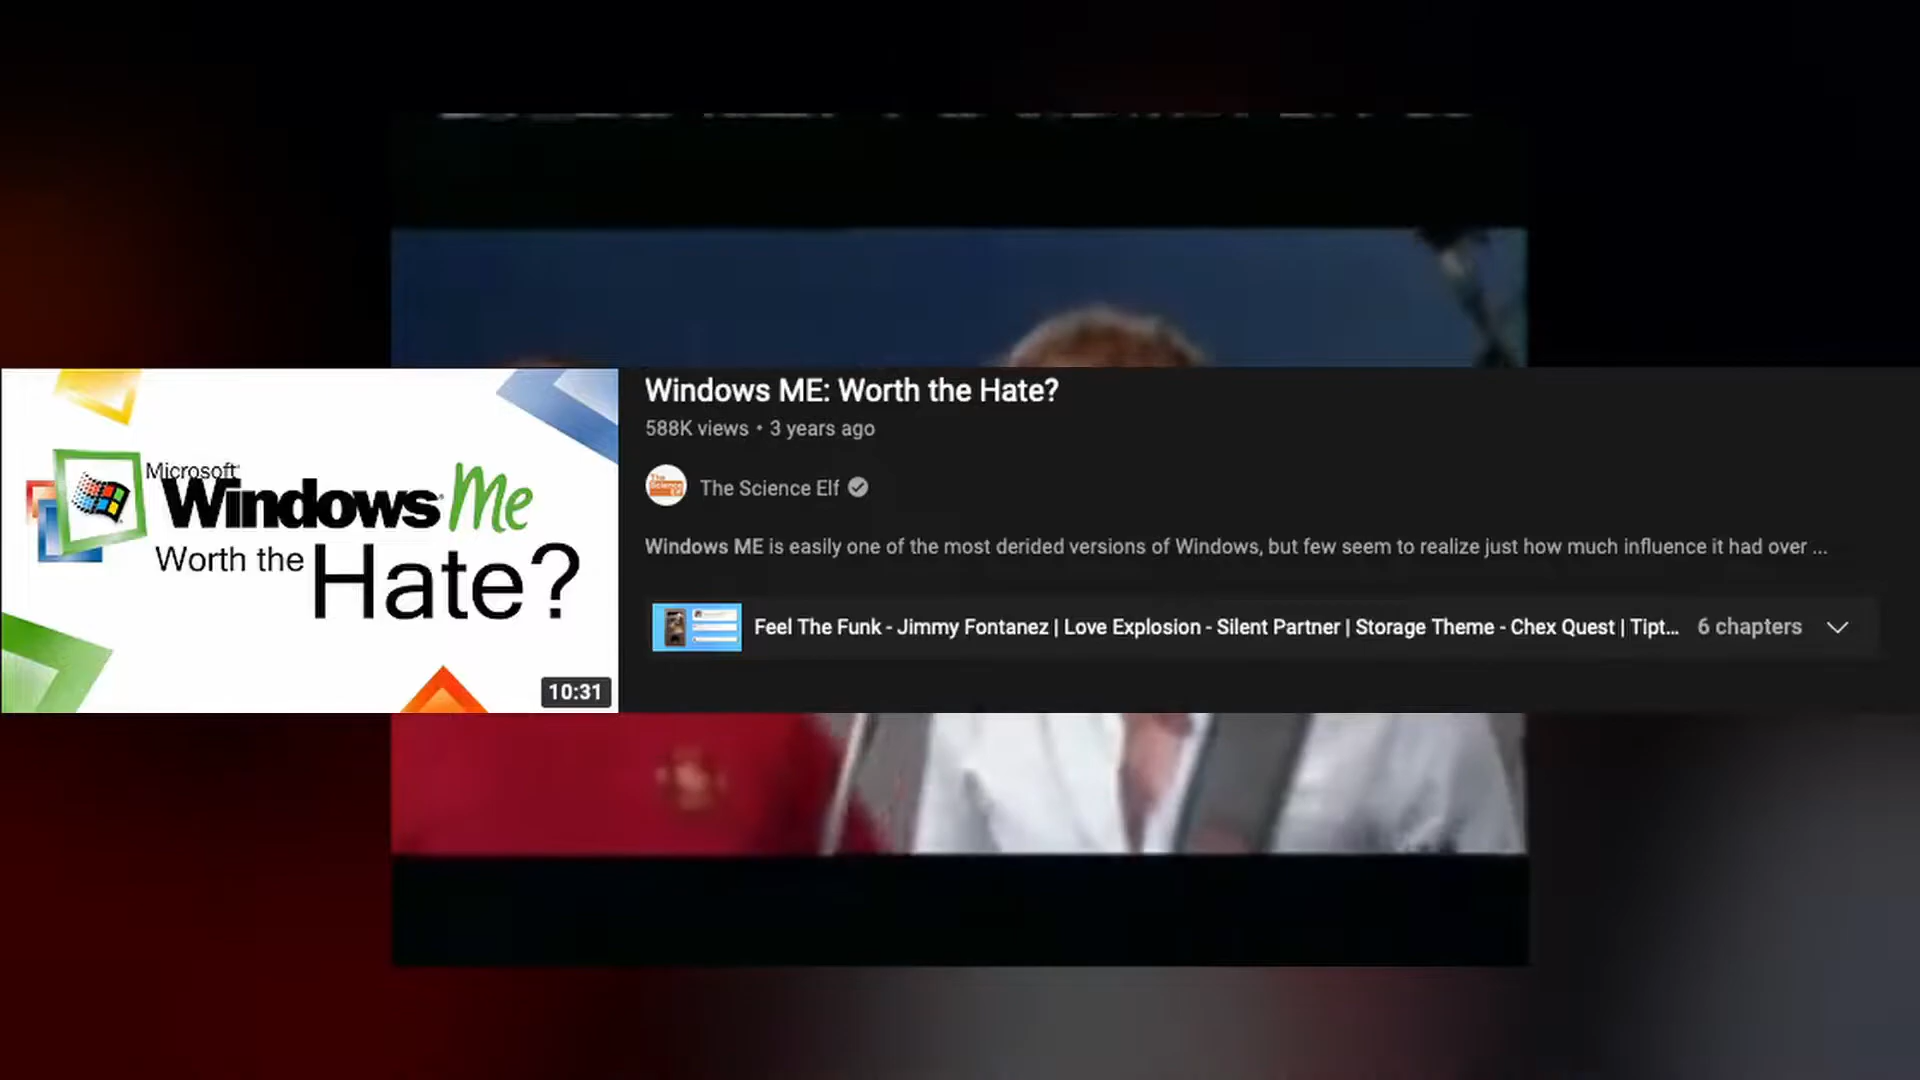 Windows ME: Worth the Hate?
588K views • 3 years ago
The Science Elf
Windows ME is easily one of the most derided versions of Windows, but few seem to realize just how much influence it had over ...
Feel The Funk - Jimmy Fontanez | Love Explosion - Silent Partner | Storage Theme - Chex Quest | Tipt... 6 chapters
Microsoft
Windows Me
Worth the Hate?
10:31